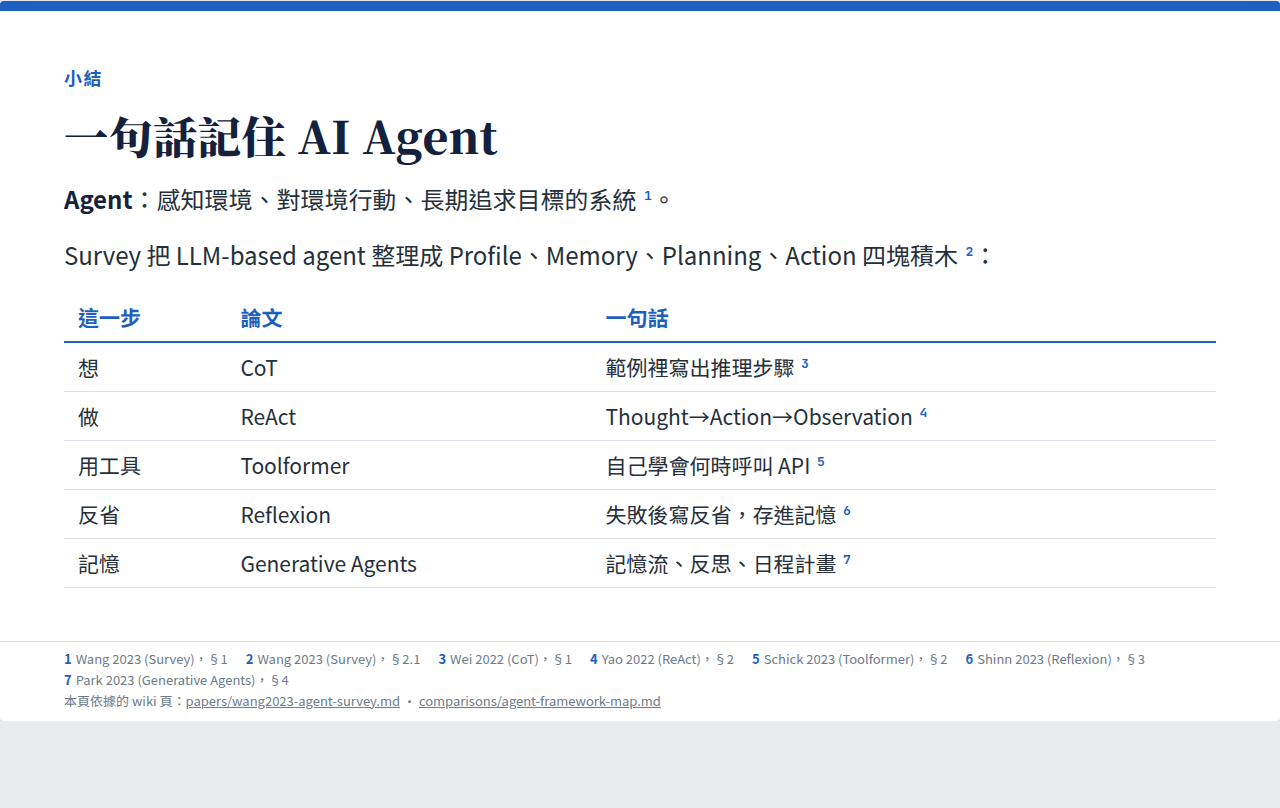 小結
一句話記住 AI Agent
Agent：感知環境、對環境行動、長期追求目標的系統 1。
Survey 把 LLM-based agent 整理成 Profile、Memory、Planning、Action 四塊積木 2：
這一步 論文 一句話
想 CoT 範例裡寫出推理步驟 3
做 ReAct Thought→Action→Observation 4
用工具 Toolformer 自己學會何時呼叫 API 5
反省 Reflexion 失敗後寫反省，存進記憶 6
記憶 Generative Agents 記憶流、反思、日程計畫 7
1 Wang 2023 (Survey)，§1 2 Wang 2023 (Survey)，§2.1 3 Wei 2022 (CoT)，§1 4 Yao 2022 (ReAct)，§2 5 Schick 2023 (Toolformer)，§2 6 Shinn 2023 (Reflexion)，§3
7 Park 2023 (Generative Agents)，§4
本頁依據的 wiki 頁：papers/wang2023-agent-survey.md · comparisons/agent-framework-map.md